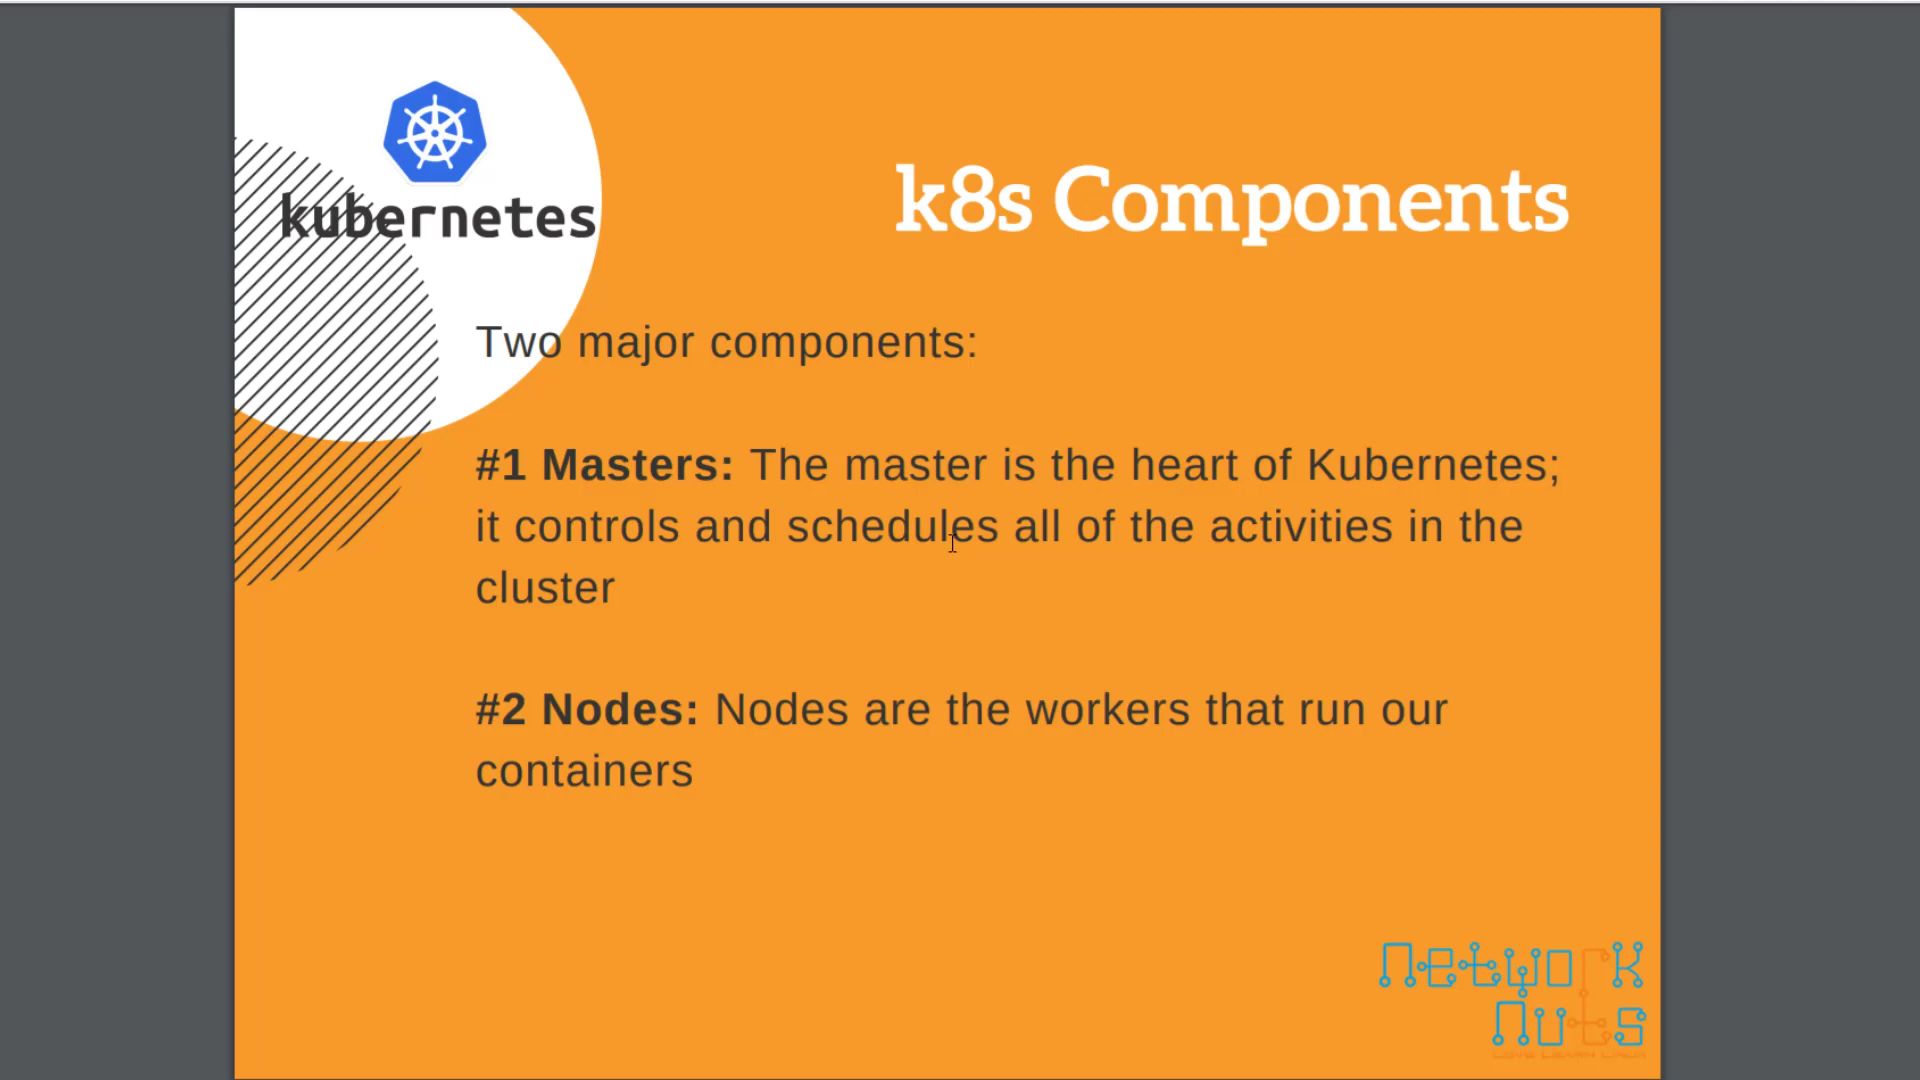 kubernetes
k8s Components
Two major components:
#1 Masters: The master is the heart of Kubernetes;
it controls and schedules all of the activities in the
cluster
#2 Nodes: Nodes are the workers that run our
containers
Network
Nuts